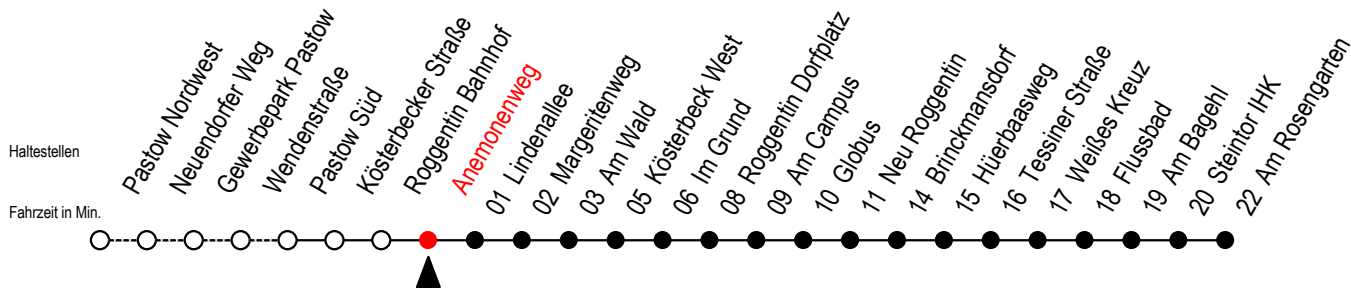 Haltestellen
Fahrzeit in Min.
Pastow Nordwest
Neuendorfer Weg
Gewerbepark Pastow
Wendenstraße
Pastow Süd
Kösterbecker Straße
Roggentin Bahnhof
Anemonenweg
01 Lindenallee
02 Margeritenweg
03 Am Wald
05 Kösterbeck West
06 Im Grund
08 Roggentin Dorfplatz
09 Am Campus
10 Globus
11 Neu Roggentin
14 Brinckmansdorf
15 Hüerbaasweg
16 Tessiner Straße
17 Weißes Kreuz
18 Flussbad
19 Am Bagehl
20 Steintor IHK
22 Am Rosengarten